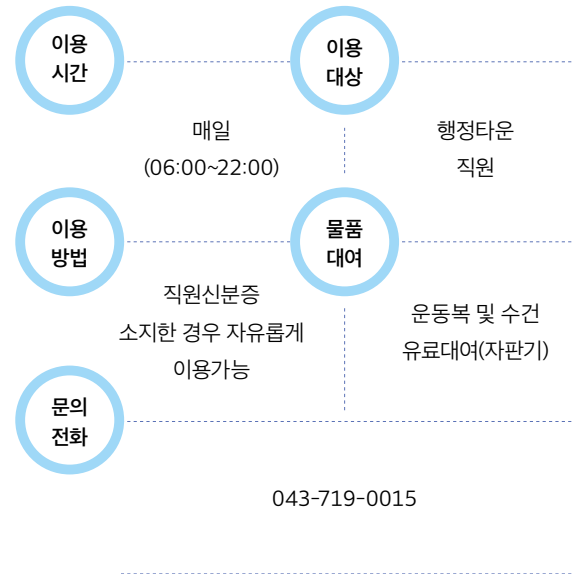 이용
시간
매일
(06:00~22:00)
이용
대상
행정타운
직원
이용
방법
직원신분증
소지한 경우 자유롭게
이용가능
물품
대여
운동복 및 수건
유료대여(자판기)
문의
전화
043-719-0015